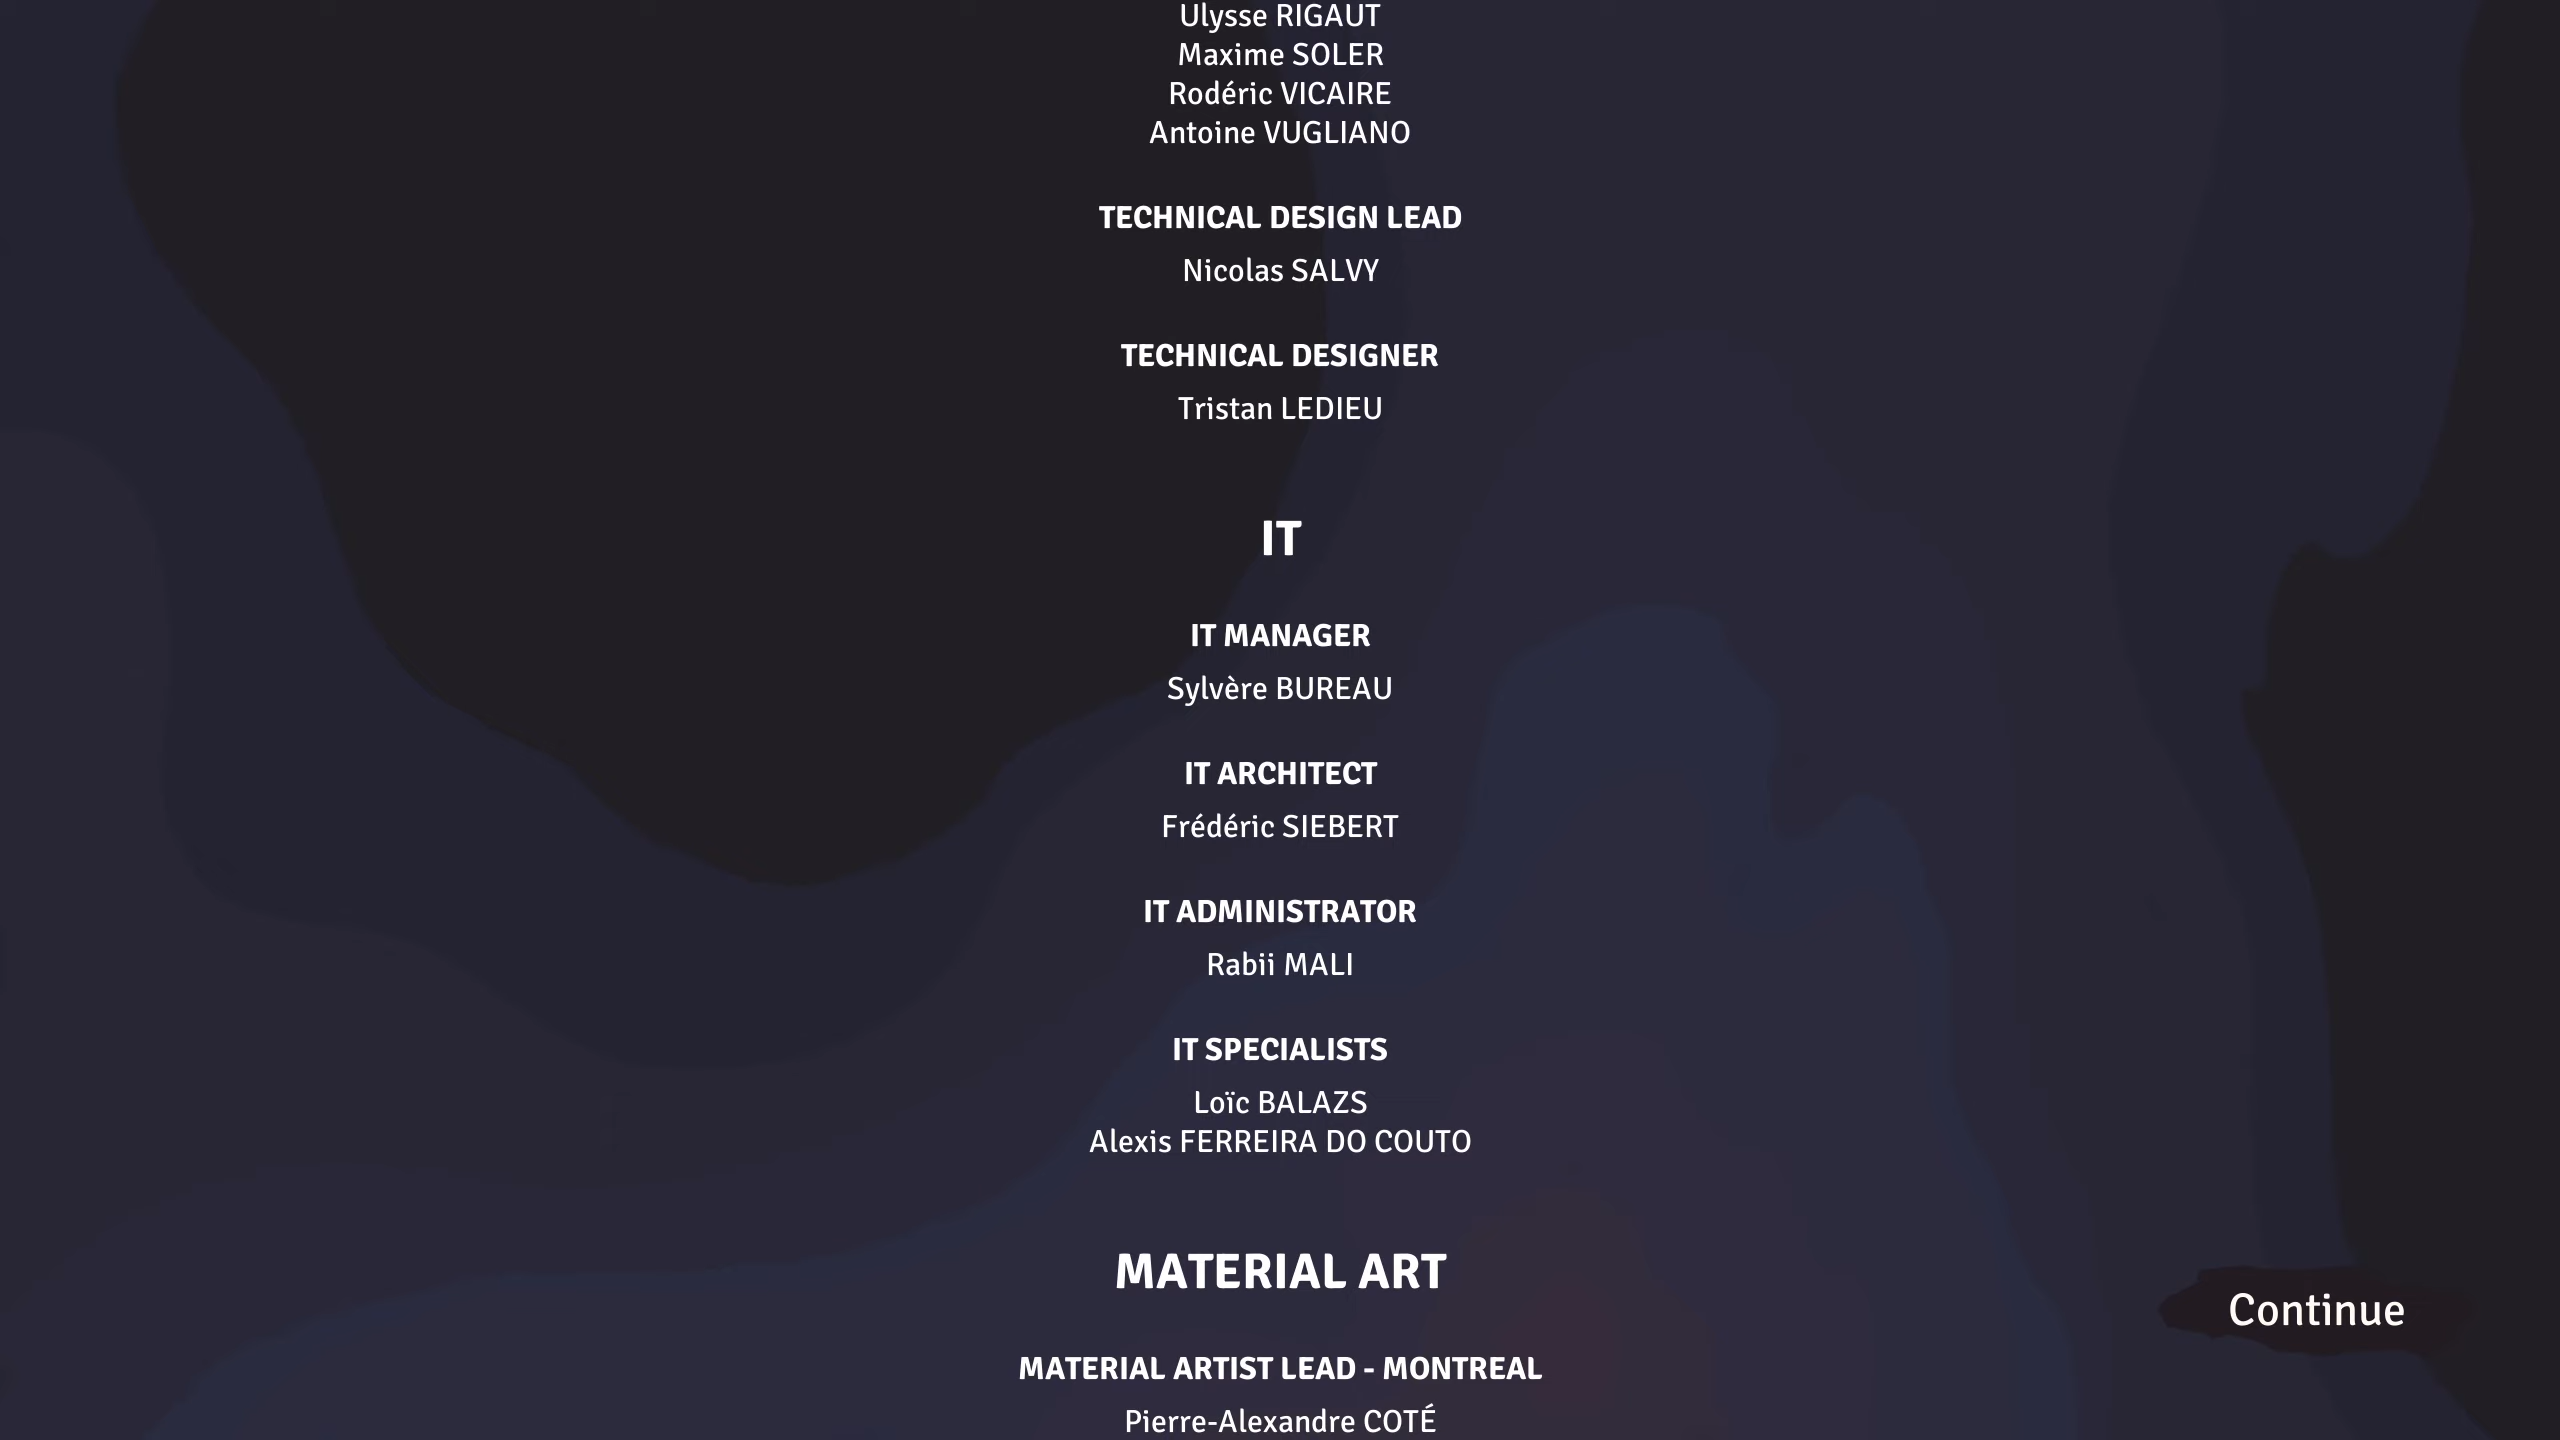 Ulysse RIGAUT
Maxime SOLER
Rodéric VICAIRE
Antoine VUGLIANO
TECHNICAL DESIGN LEAD
Nicolas SALVY
TECHNICAL DESIGNER
Tristan LEDIEU
IT
IT MANAGER
Sylvère BUREAU
IT ARCHITECT
Frédéric SIEBERT
IT ADMINISTRATOR
Rabii MALI
IT SPECIALISTS
Loïc BALAZS
Alexis FERREIRA DO COUTO
MATERIAL ART
MATERIAL ARTIST LEAD - MONTREAL
Pierre-Alexandre COTÉ
Continue